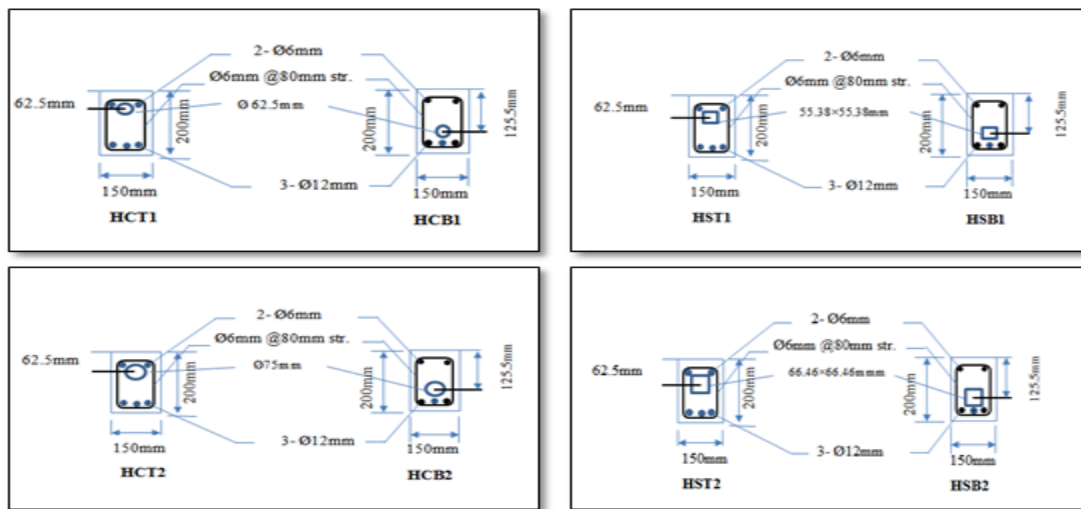 2- Ø6mm
Ø6mm @80mm str.
62.5mm
Ø 62.5mm
200mm
200mm
125.5mm
3- Ø12mm
150mm
150mm
HCT1
HCB1
2- Ø6mm
Ø6mm @80mm str.
62.5mm
55.38×55.38mm
200mm
200mm
125.5mm
3- Ø12mm
150mm
150mm
HST1
HSB1
2- Ø6mm
Ø6mm @80mm str.
62.5mm
Ø75mm
200mm
200mm
125.5mm
3- Ø12mm
150mm
150mm
HCT2
HCB2
2- Ø6mm
Ø6mm @80mm str.
62.5mm
66.46×66.46mmm
200mm
200mm
125.5mm
3- Ø12mm
150mm
150mm
HST2
HSB2